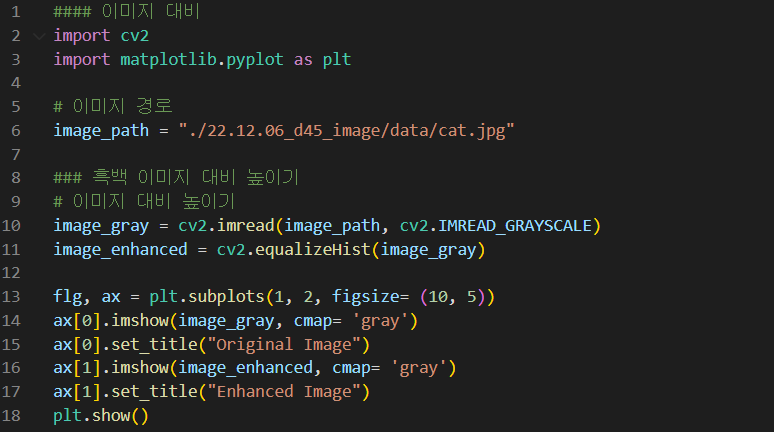 1 #### 이미지 대비
2 import cv2
3 import matplotlib.pyplot as plt
4
5 # 이미지 경로
6 image_path = "./22.12.06_d45_image/data/cat.jpg"
7
8 ### 흑백 이미지 대비 높이기
9 # 이미지 대비 높이기
10 image_gray = cv2.imread(image_path, cv2.IMREAD_GRAYSCALE)
11 image_enhanced = cv2.equalizeHist(image_gray)
12
13 flg, ax = plt.subplots(1, 2, figsize= (10, 5))
14 ax[0].imshow(image_gray, cmap= 'gray')
15 ax[0].set_title("Original Image")
16 ax[1].imshow(image_enhanced, cmap= 'gray')
17 ax[1].set_title("Enhanced Image")
18 plt.show()